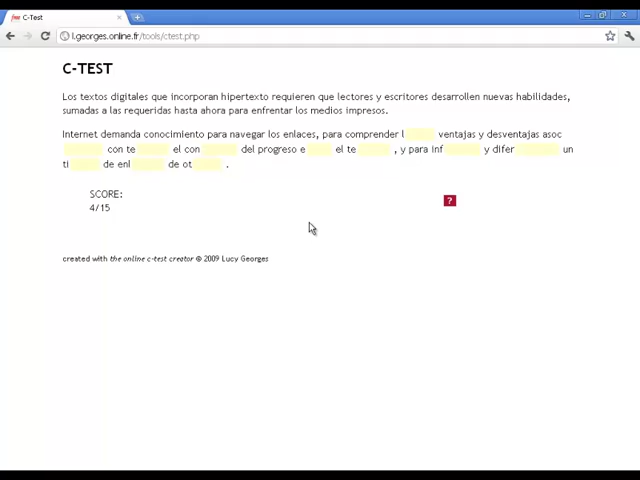 C-Test
l.georges.online.fr/tools/ctest.php
C-TEST
Los textos digitales que incorporan hipertexto requieren que lectores y escritores desarrollen nuevas habilidades,
sumadas a las requeridas hasta ahora para enfrentar los medios impresos.
Internet demanda conocimiento para navegar los enlaces, para comprender l ventajas y desventajas asoc
con te el con del progreso e el te , y para inf y difer un
ti de enl de ot .
SCORE:
4/15
?
created with the online c-test creator © 2009 Lucy Georges